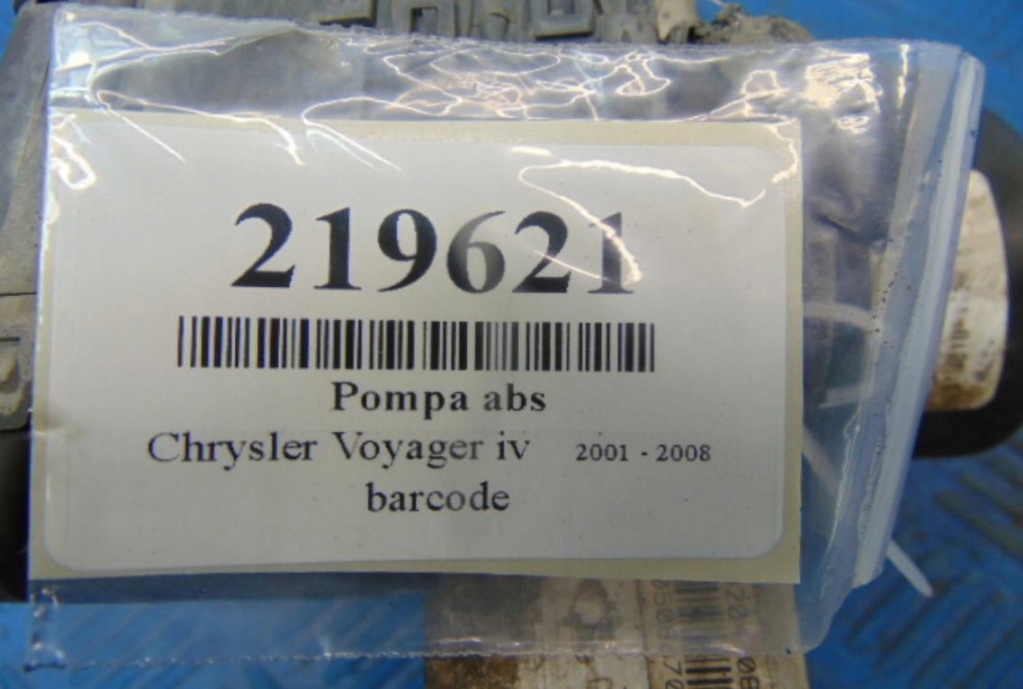 219621
Pompa abs
Chrysler Voyager iv 2001 - 2008
barcode